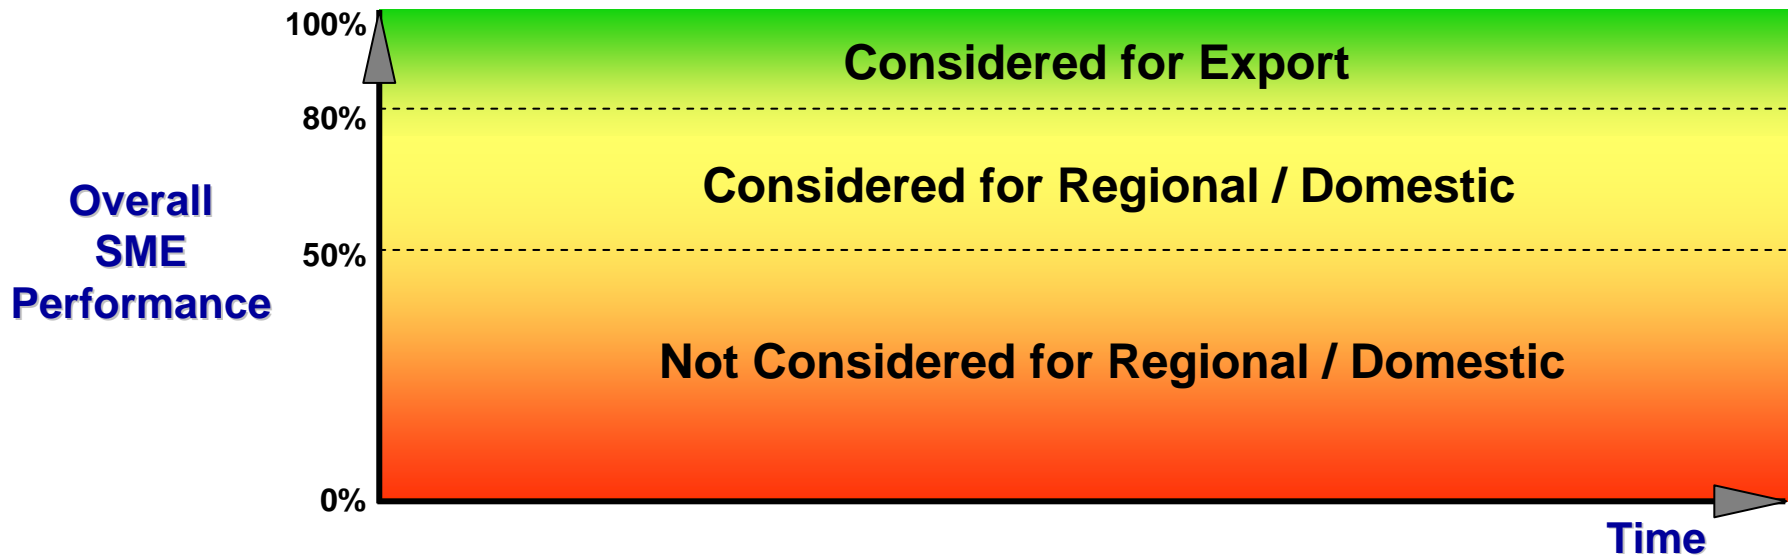 100%
Considered for Export
80%
Considered for Regional / Domestic
Overall
SME
Performance
50%
Not Considered for Regional / Domestic
0%
Time